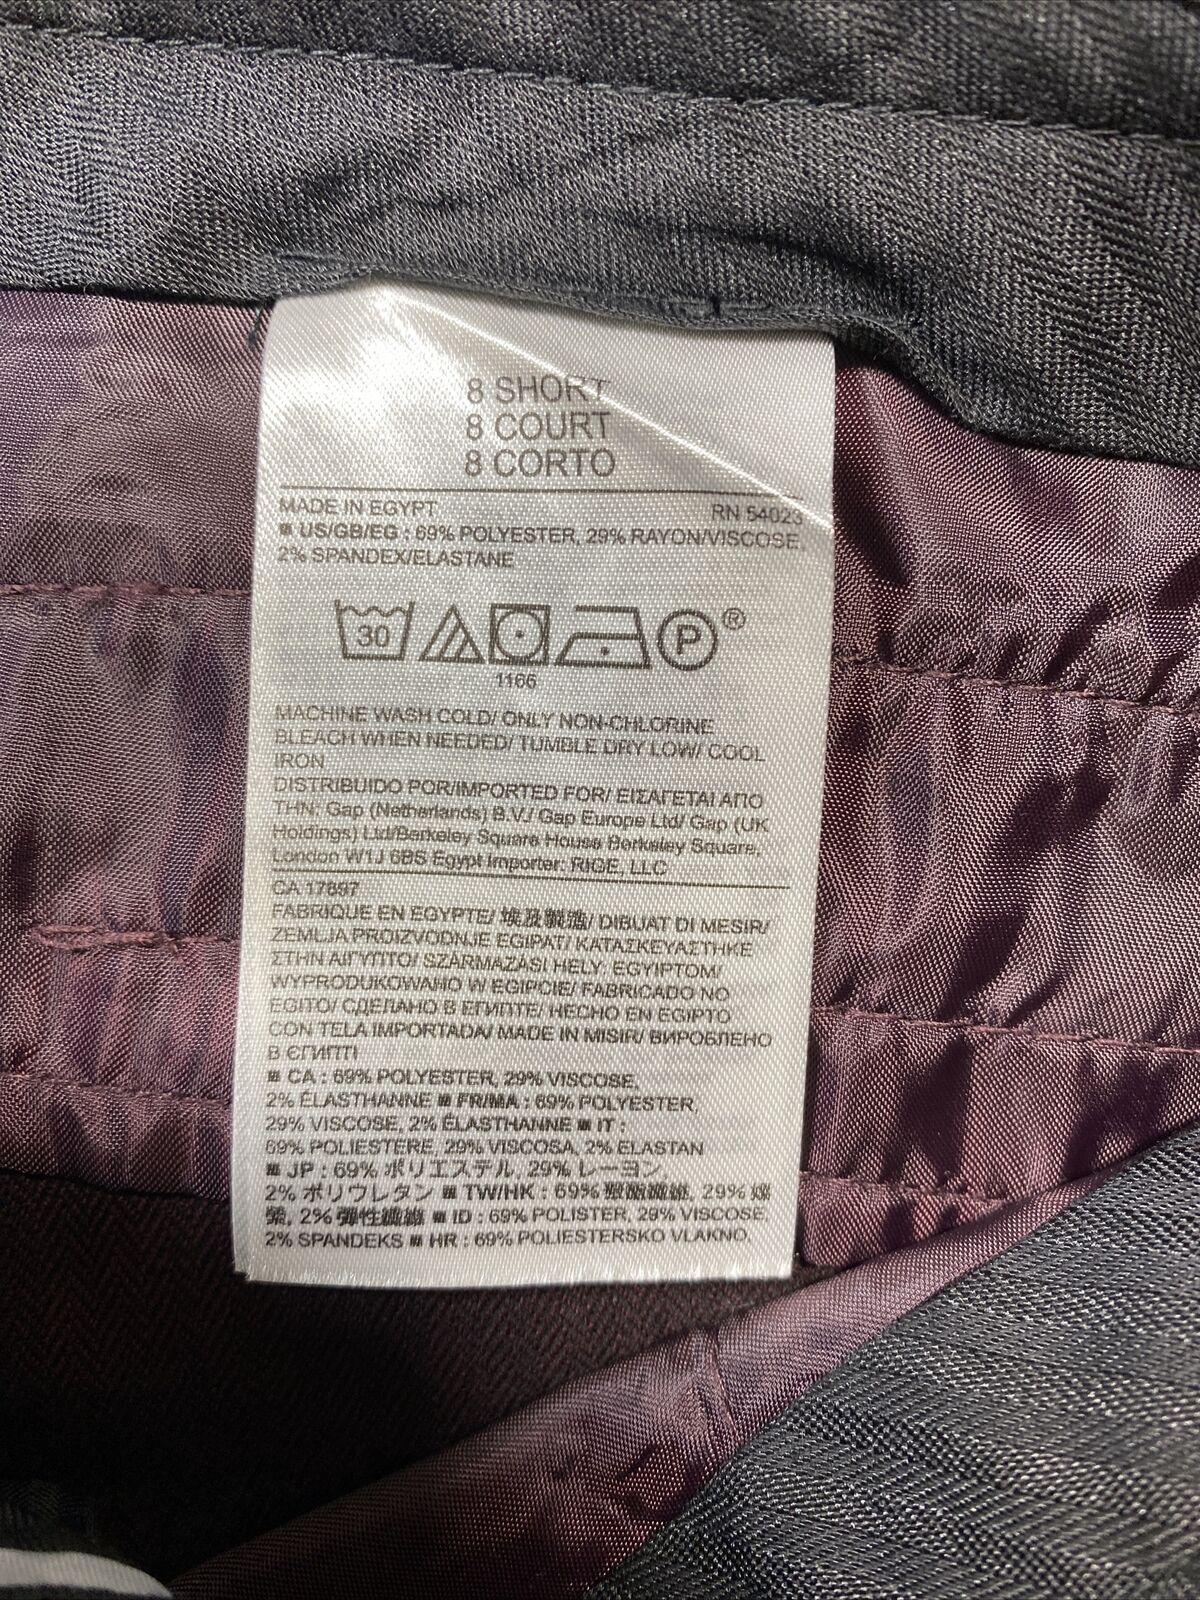 8 SHORT
8 COURT
8 CORTO
MADE IN EGYPT RN 54023
■ US/GB/EG : 69% POLYESTER, 29% RAYON/VISCOSE,
2% SPANDEX/ELASTANE
30 P ®
1166
MACHINE WASH COLD/ ONLY NON-CHLORINE
BLEACH WHEN NEEDED/ TUMBLE DRY LOW/ COOL
IRON
DISTRIBUIDO POR/IMPORTED FOR/ ΕΙΣΑΓΕΤΑΙ ΑΠΟ
ΤΗΝ: Gap (Netherlands) B.V./ Gap Europe Ltd/ Gap (UK
Holdings) Ltd/Berkeley Square House Berkeley Square,
London W1J 6BS Egypt Importer: RIGE, LLC
CA 17897
FABRIQUE EN EGYPTE/ 埃及製造/ DIBUAT DI MESIR/
ZEMLJA PROIZVODNJE EGIPAT/ ΚΑΤΑΣΚΕΥΑΣΤΗΚΕ
ΣΤΗΝ ΑΙΓΥΠΤΟ/ SZÁRMAZÁSI HELY: EGYIPTOM/
WYPRODUKOWANO W EGIPCIE/ FABRICADO NO
EGITO/ СДЕЛАНО В ЕГИПТЕ/ HECHO EN EGIPTO
CON TELA IMPORTADA/ MADE IN MISIR/ ВИРОБЛЕНО
В ЄГИПТІ
■ CA : 69% POLYESTER, 29% VISCOSE,
2% ÉLASTHANNE ■ FR/MA : 69% POLYESTER,
29% VISCOSE, 2% ÉLASTHANNE ■ IT :
69% POLIESTERE, 29% VISCOSA, 2% ELASTAN
■ JP : 69% ポリエステル, 29% レーヨン,
2% ポリウレタン ■ TW/HK : 69% 聚酯纖維, 29% 嫘
縈, 2% 彈性纖維 ■ ID : 69% POLISTER, 29% VISCOSE,
2% SPANDEKS ■ HR : 69% POLIESTERSKO VLAKNO,